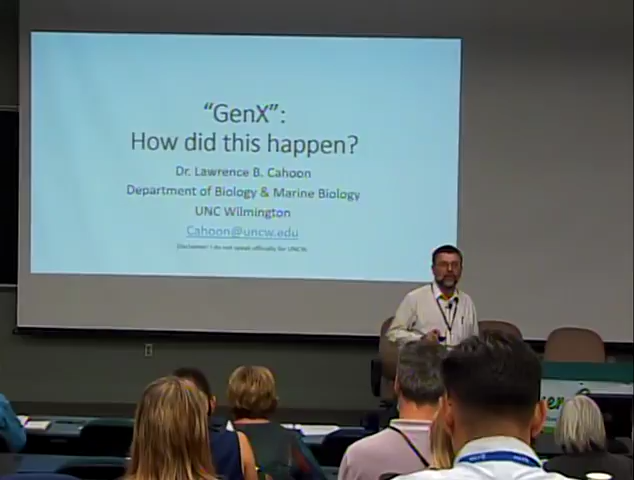 “GenX”:
How did this happen?
Dr. Lawrence B. Cahoon
Department of Biology & Marine Biology
UNC Wilmington
Cahoon@uncw.edu
Disclaimer: I do not speak officially for UNCW.